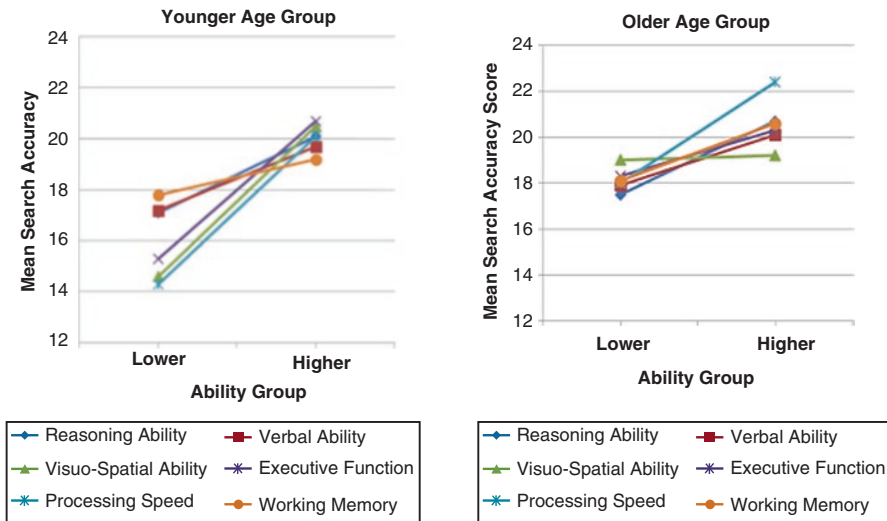 Younger Age Group
Mean Search Accuracy
24
22
20
18
16
14
12
Lower
Higher
Ability Group
Reasoning Ability
Verbal Ability
Visuo-Spatial Ability
Executive Function
Processing Speed
Working Memory
Older Age Group
Mean Search Accuracy Score
24
22
20
18
16
14
12
Lower
Higher
Ability Group
Reasoning Ability
Verbal Ability
Visuo-Spatial Ability
Executive Function
Processing Speed
Working Memory